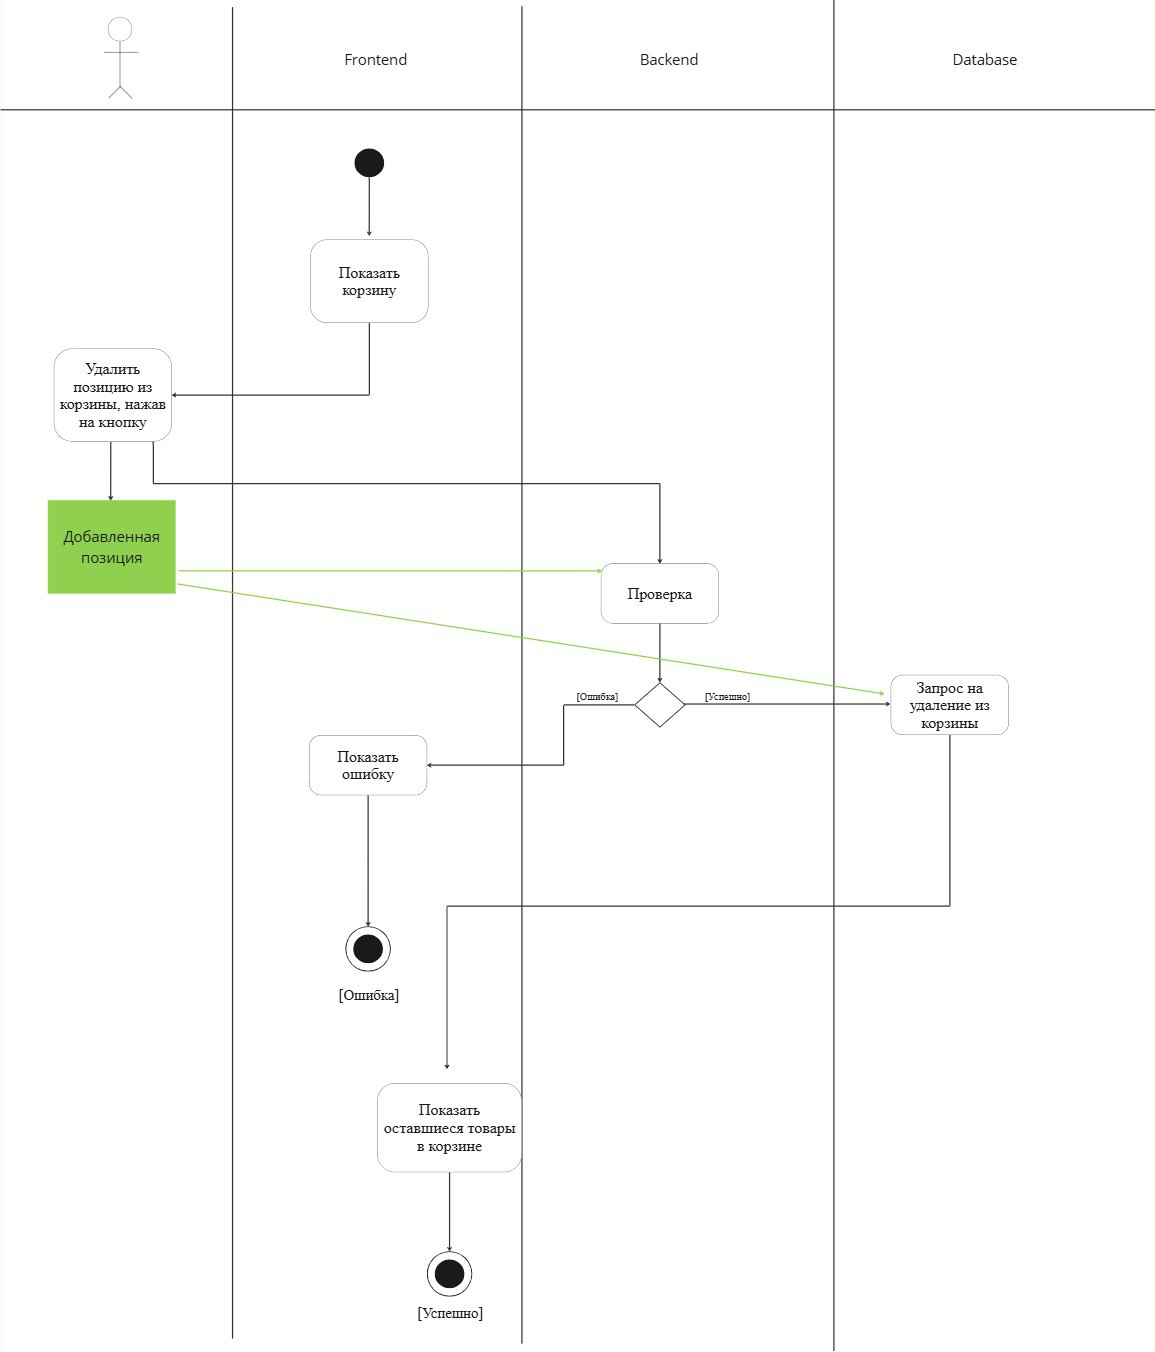 Frontend
Backend
Database
Показать
корзину
Удалить
позицию из
корзины, нажав
на кнопку
Добавленная
позиция
Проверка
[Ошибка]
[Успешно]
Запрос на
удаление из
корзины
Показать
ошибку
[Ошибка]
Показать
оставшиеся товары
в корзине
[Успешно]